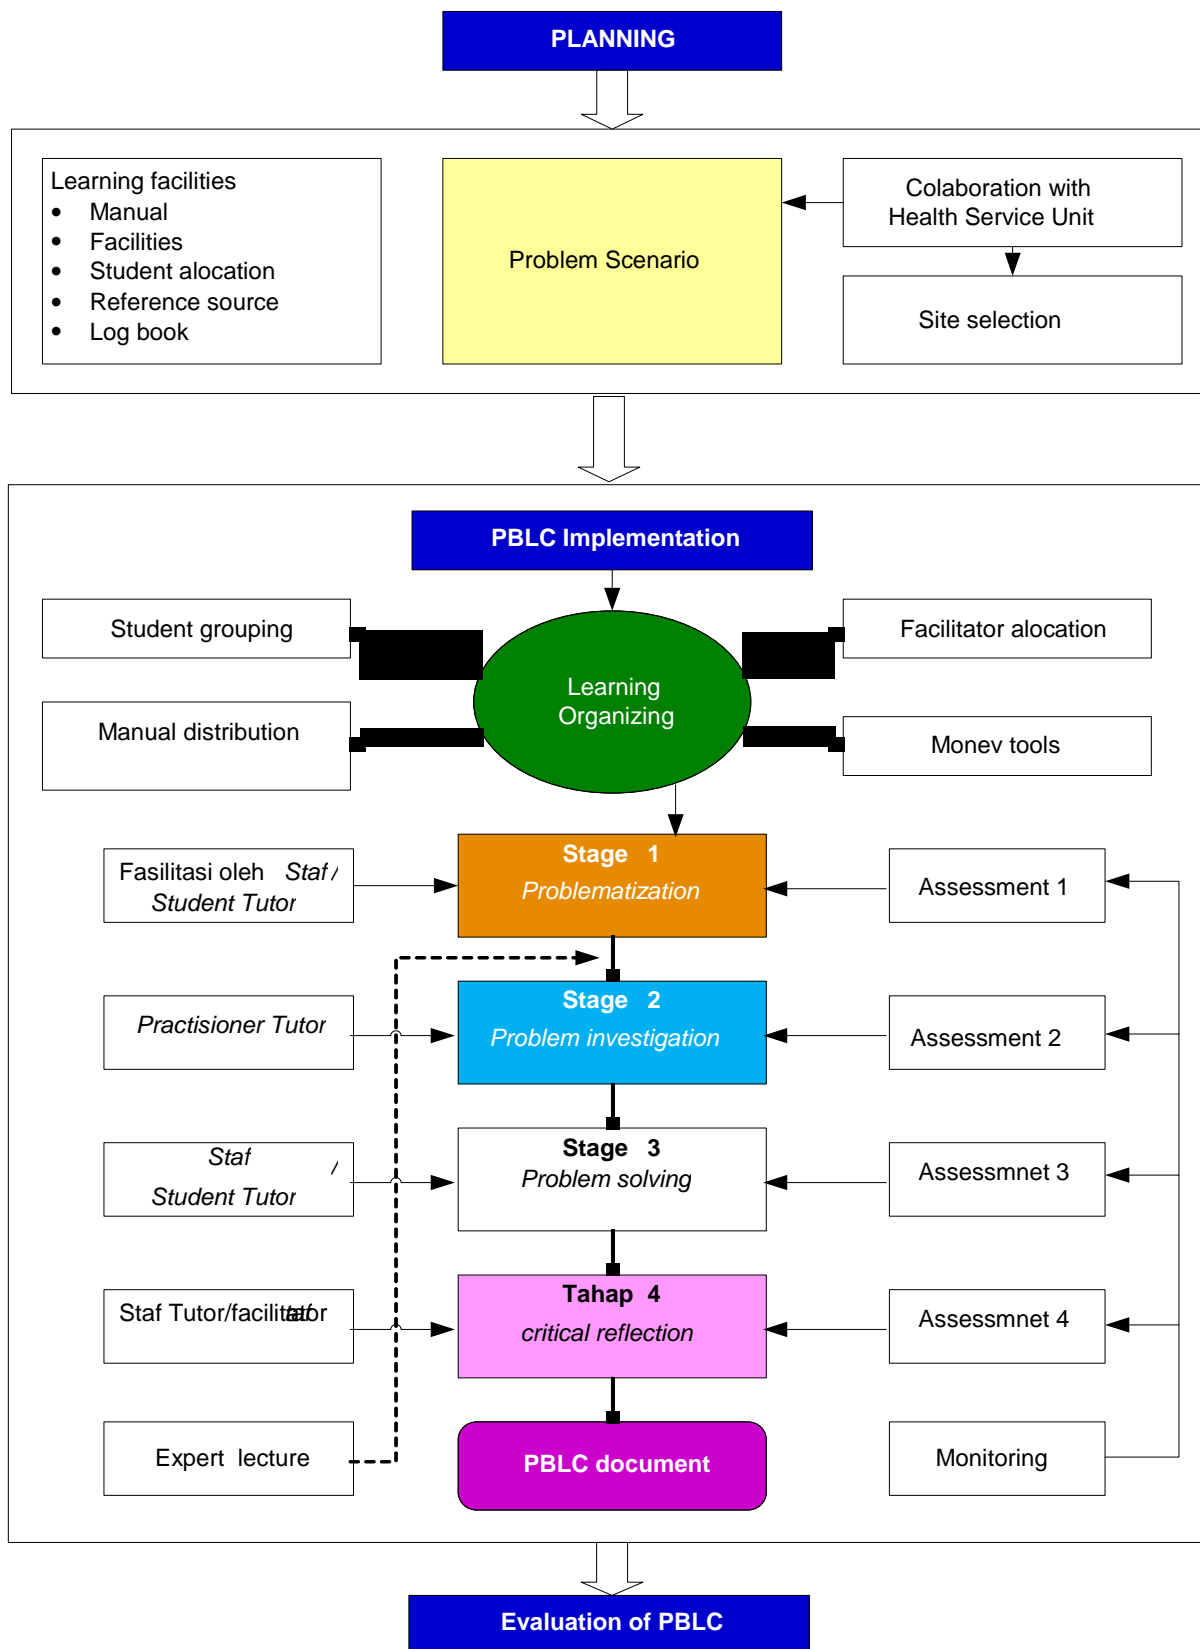 PLANNING
Learning facilities
• Manual
• Facilities
• Student alocation
• Reference source
• Log book
Problem Scenario
Colaboration with
Health Service Unit
Site selection
PBLC Implementation
Student grouping
Facilitator alocation
Learning
Organizing
Manual distribution
Monev tools
Fasilitasi oleh Staf /
Student Tutor
Stage 1
Problematization
Assessment 1
Practisioner Tutor
Stage 2
Problem investigation
Assessment 2
Staf /
Student Tutor
Stage 3
Problem solving
Assessmnet 3
Staf Tutor/facilitator
Tahap 4
critical reflection
Assessmnet 4
Expert lecture
PBLC document
Monitoring
Evaluation of PBLC